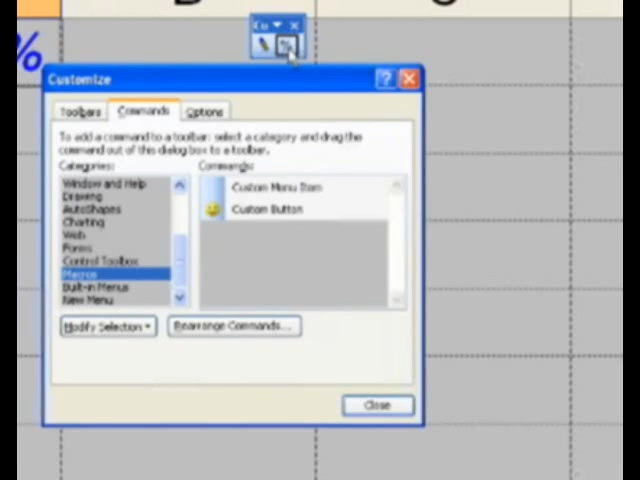 Cu
%
Customize
Toolbars Commands Options
To add a command to a toolbar: select a category and drag the
command out of this dialog box to a toolbar.
Categories: Commands:
Window and Help
Drawing
AutoShapes
Charting
Web
Forms
Control Toolbox
Macros
Built-in Menus
New Menu
Custom Menu Item
Custom Button
Modify Selection
Rearrange Commands...
Close